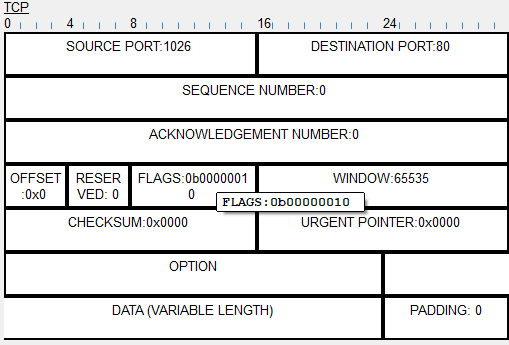 TCP
0 4 8 16 24
SOURCE PORT:1026 DESTINATION PORT:80
SEQUENCE NUMBER:0
ACKNOWLEDGEMENT NUMBER:0
OFFSET RESER FLAGS:0b0000001 WINDOW:65535
:0x0 VED: 0 0
FLAGS:0b00000010
CHECKSUM:0x0000 URGENT POINTER:0x0000
OPTION
DATA (VARIABLE LENGTH) PADDING: 0